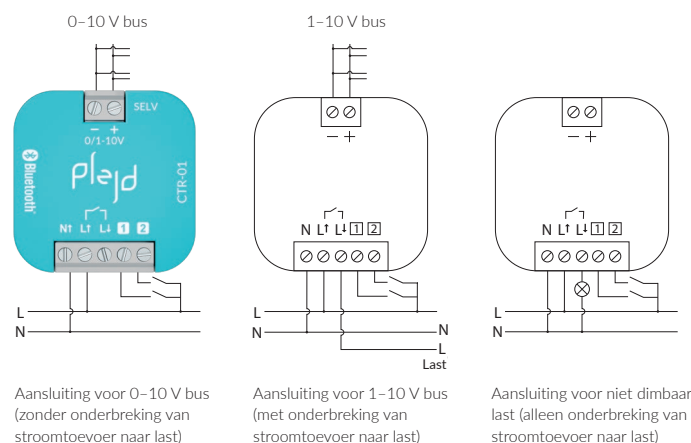 0–10 V bus
1–10 V bus
SELV
− +
0/1-10V
Bluetooth®
Plejd
CTR-01
N↑ L↑ L↓ 1 2
L
N
− +
N L↑ L↓ 1 2
L
N
N
L
Last
− +
N L↑ L↓ 1 2
L
N
Aansluiting voor 0–10 V bus
(zonder onderbreking van
stroomtoevoer naar last)
Aansluiting voor 1–10 V bus
(met onderbreking van
stroomtoevoer naar last)
Aansluiting voor niet dimbaar
last (alleen onderbreking van
stroomtoevoer naar last)